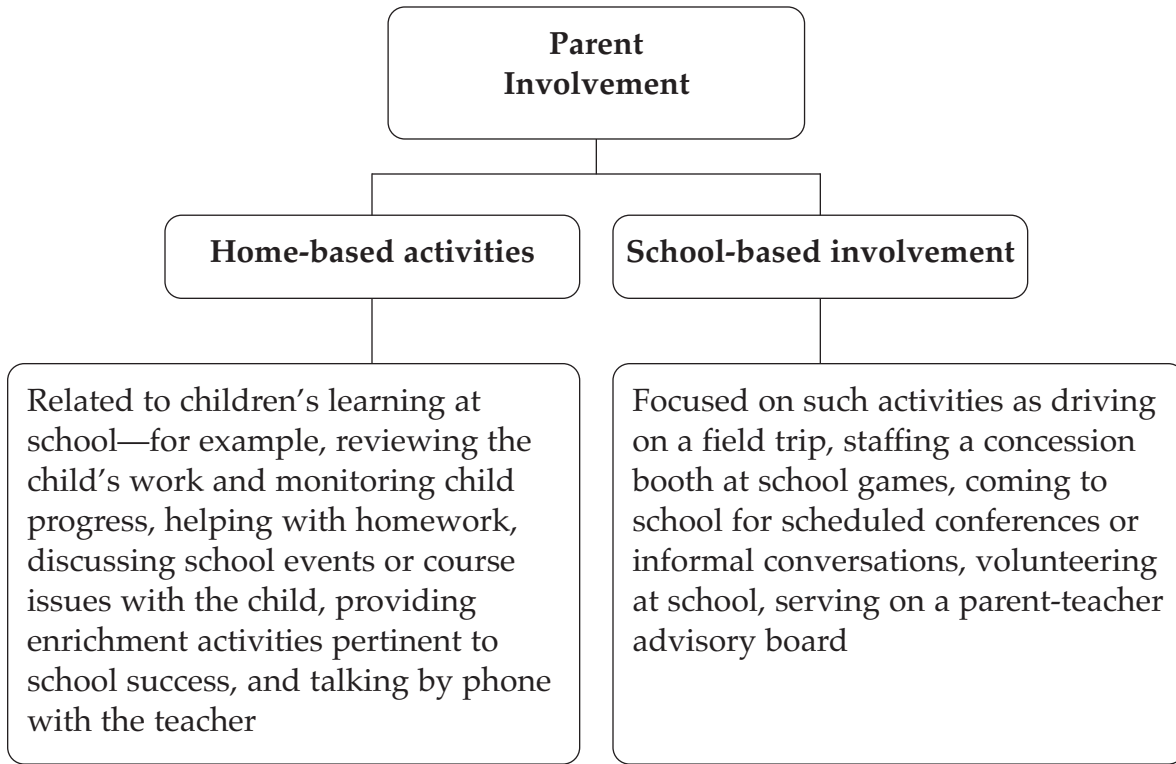 Parent
Involvement
Home-based activities
School-based involvement
Related to children’s learning at
school—for example, reviewing the
child’s work and monitoring child
progress, helping with homework,
discussing school events or course
issues with the child, providing
enrichment activities pertinent to
school success, and talking by phone
with the teacher
Focused on such activities as driving
on a field trip, staffing a concession
booth at school games, coming to
school for scheduled conferences or
informal conversations, volunteering
at school, serving on a parent-teacher
advisory board